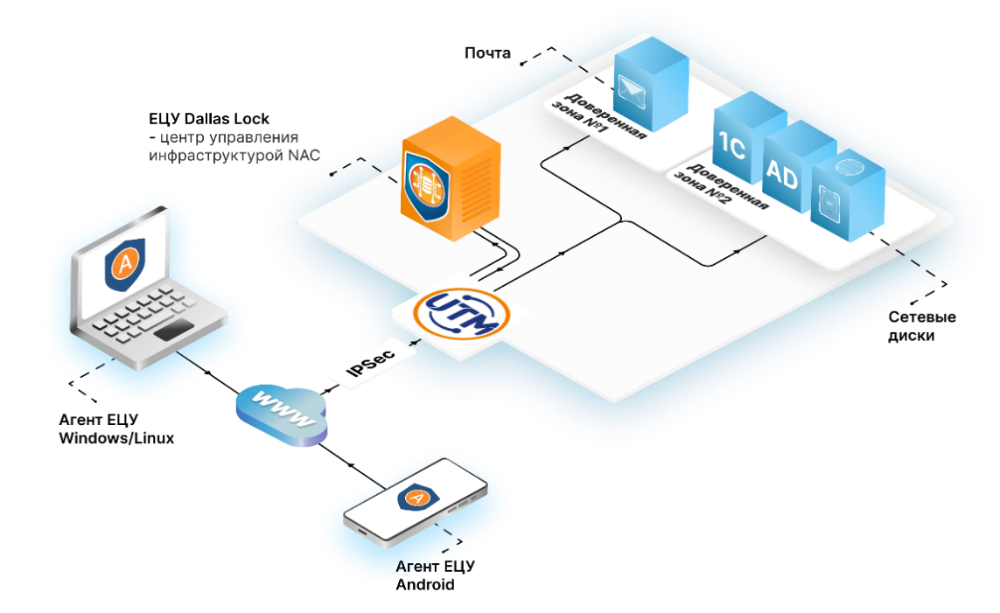 Почта
ЕЦУ Dallas Lock
- центр управления
инфраструктурой NAC
Доверенная
зона №1
1C
AD
Доверенная
зона №2
UTM
Сетевые
диски
IPSec
A
www
Агент ЕЦУ
Windows/Linux
A
Агент ЕЦУ
Android